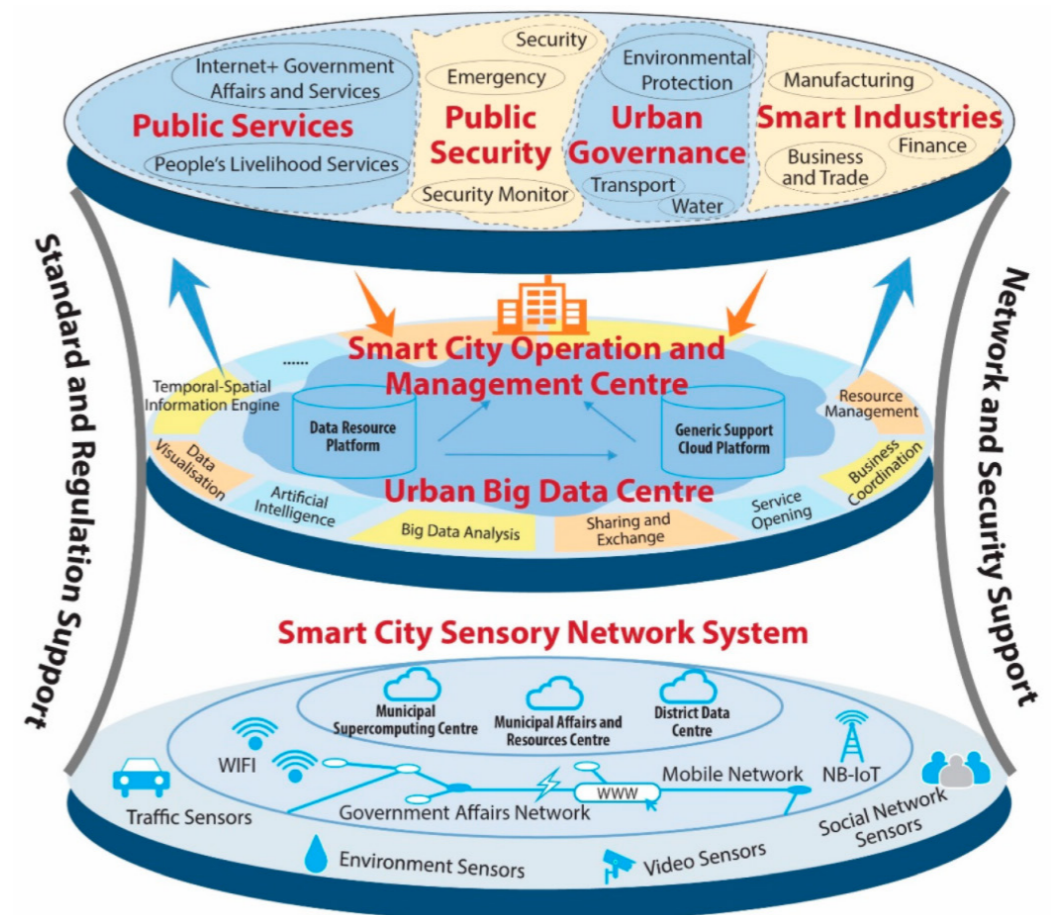 Internet+ Government
Affairs and Services
Public Services
People's Livelihood Services
Security
Emergency
Public
Security
Security Monitor
Environmental
Protection
Urban
Governance
Transport
Water
Manufacturing
Smart Industries
Finance
Business
and Trade
Standard and Regulation Support
Network and Security Support
Smart City Operation and
Management Centre
......
Temporal-Spatial
Information Engine
Data Resource
Platform
Generic Support
Cloud Platform
Resource
Management
Data
Visualisation
Artificial
Intelligence
Urban Big Data Centre
Big Data Analysis
Sharing and
Exchange
Service
Opening
Business
Coordination
Smart City Sensory Network System
Municipal
Supercomputing Centre
Municipal Affairs and
Resources Centre
District Data
Centre
WIFI
Mobile Network
NB-IoT
WWW
Government Affairs Network
Traffic Sensors
Social Network
Sensors
Environment Sensors
Video Sensors